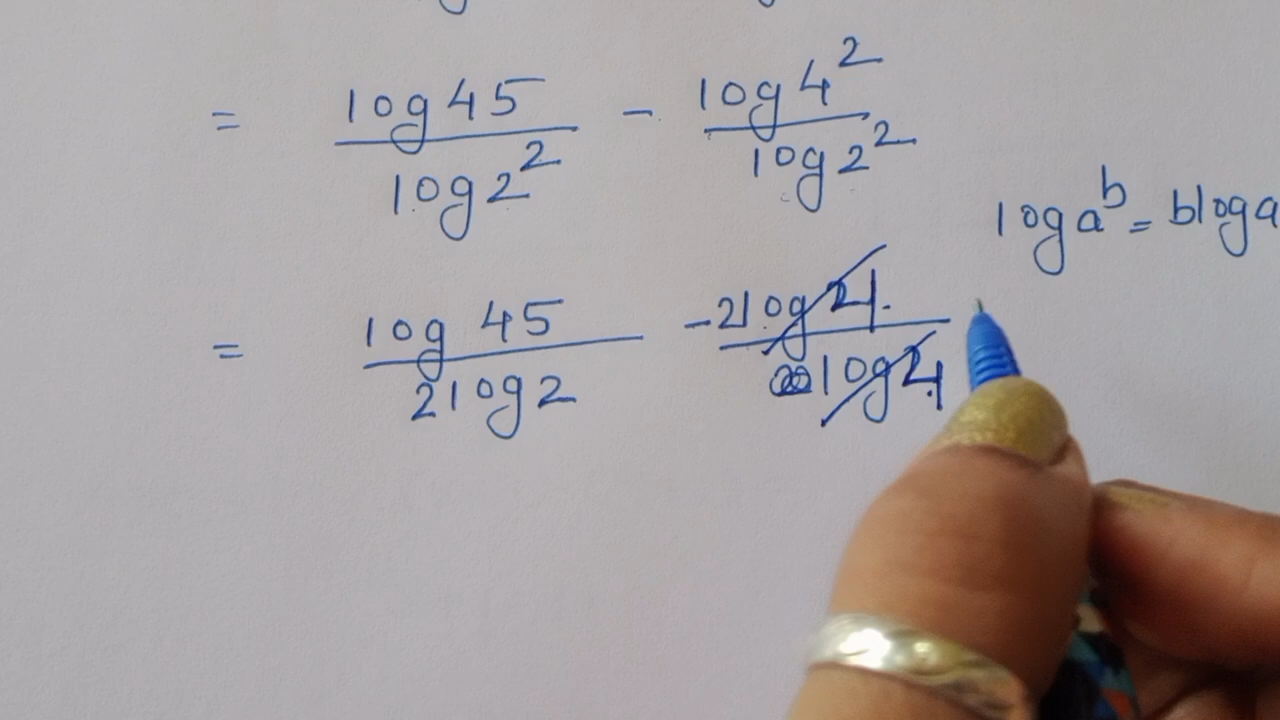 = log 45 / log 2² - log 4² / log 2²
log a^b = b log a
= log 45 / 2 log 2 - 2 log 4 / log 4